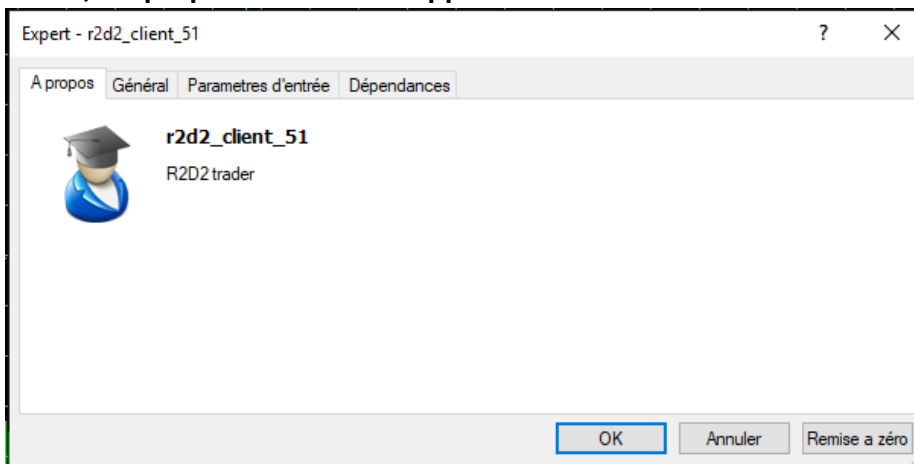 Expert - r2d2_client_51 ? X
A propos Général Parametres d'entrée Dépendances
r2d2_client_51
R2D2 trader
OK Annuler Remise a zéro